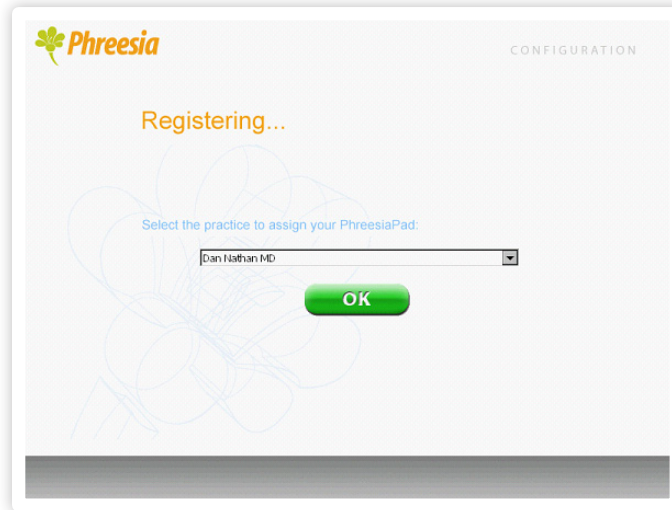 Phreesia
CONFIGURATION
Registering...
Select the practice to assign your PhreesiaPad:
Dan Nathan MD
OK